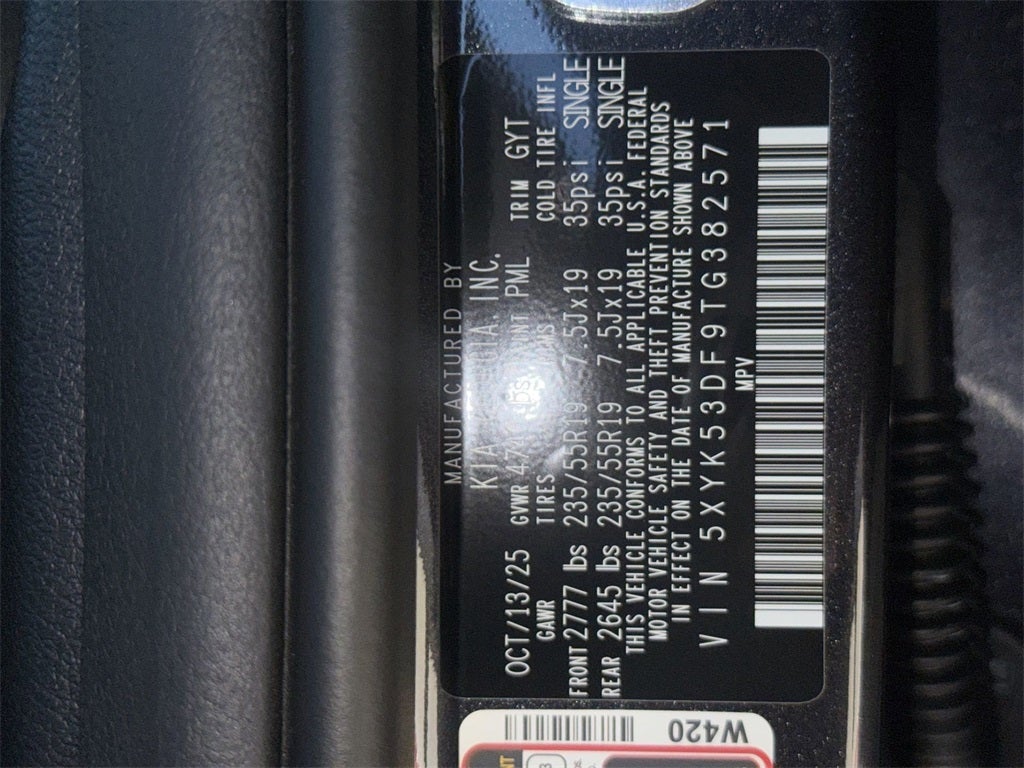 MANUFACTURED BY
KIA INC.
OCT/13/25 GVWR PAINT PML TRIM GYT
GAWR TIRES RIMS COLD TIRE INFL
FRONT 2777 lbs 235/55R19 7.5Jx19 35psi SINGLE
REAR 2645 lbs 235/55R19 7.5Jx19 35psi SINGLE
THIS VEHICLE CONFORMS TO ALL APPLICABLE U.S.A. FEDERAL
MOTOR VEHICLE SAFETY AND THEFT PREVENTION STANDARDS
IN EFFECT ON THE DATE OF MANUFACTURE SHOWN ABOVE
VIN 5XYK53DF9TG382571
MPV
W420